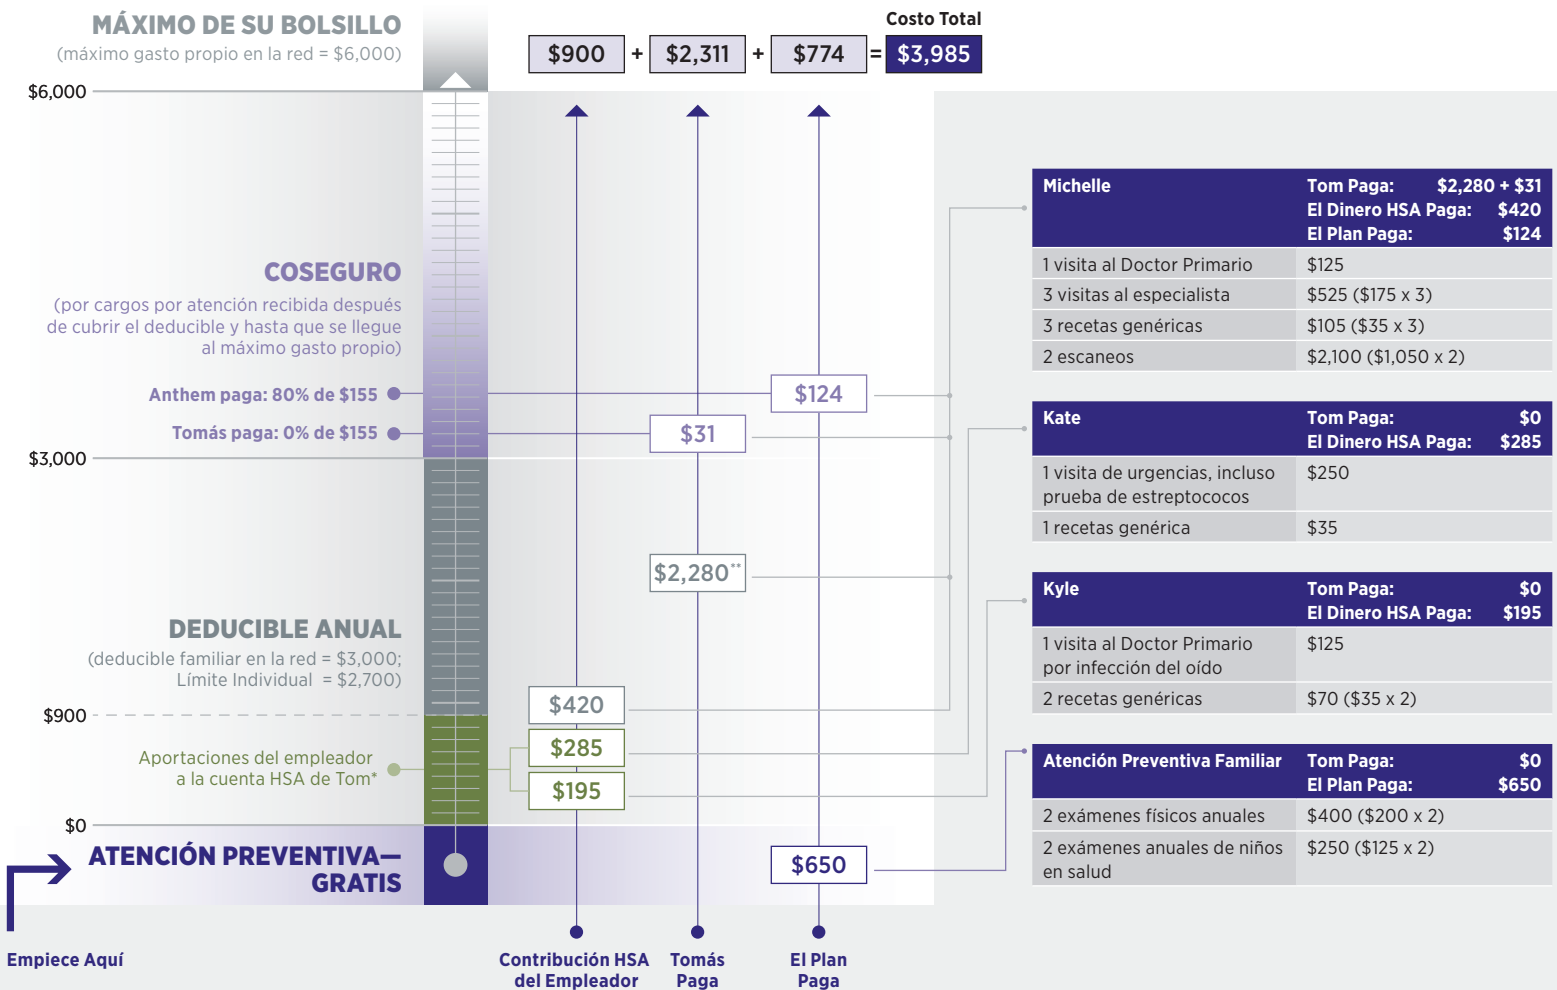 MÁXIMO DE SU BOLSILLO
(máximo gasto propio en la red = $6,000)
Costo Total
$900 + $2,311 + $774 = $3,985
$6,000
COSEGURO
(por cargos por atención recibida después
de cubrir el deducible y hasta que se llegue
al máximo gasto propio)
Anthem paga: 80% de $155
$124
Tomás paga: 0% de $155
$31
$3,000
$2,280**
DEDUCIBLE ANUAL
(deducible familiar en la red = $3,000;
Límite Individual = $2,700)
$900
$420
$285
$195
Aportaciones del empleador
a la cuenta HSA de Tom*
$0
ATENCIÓN PREVENTIVA—
GRATIS
$650
Empiece Aquí
Contribución HSA
del Empleador
Tomás
Paga
El Plan
Paga
Michelle
Tom Paga: $2,280 + $31
El Dinero HSA Paga: $420
El Plan Paga: $124
1 visita al Doctor Primario $125
3 visitas al especialista $525 ($175 x 3)
3 recetas genéricas $105 ($35 x 3)
2 escaneos $2,100 ($1,050 x 2)
Kate
Tom Paga: $0
El Dinero HSA Paga: $285
1 visita de urgencias, incluso $250
prueba de estreptococos
1 recetas genérica $35
Kyle
Tom Paga: $0
El Dinero HSA Paga: $195
1 visita al Doctor Primario $125
por infección del oído
2 recetas genéricas $70 ($35 x 2)
Atención Preventiva Familiar
Tom Paga: $0
El Plan Paga: $650
2 exámenes físicos anuales $400 ($200 x 2)
2 exámenes anuales de niños $250 ($125 x 2)
en salud